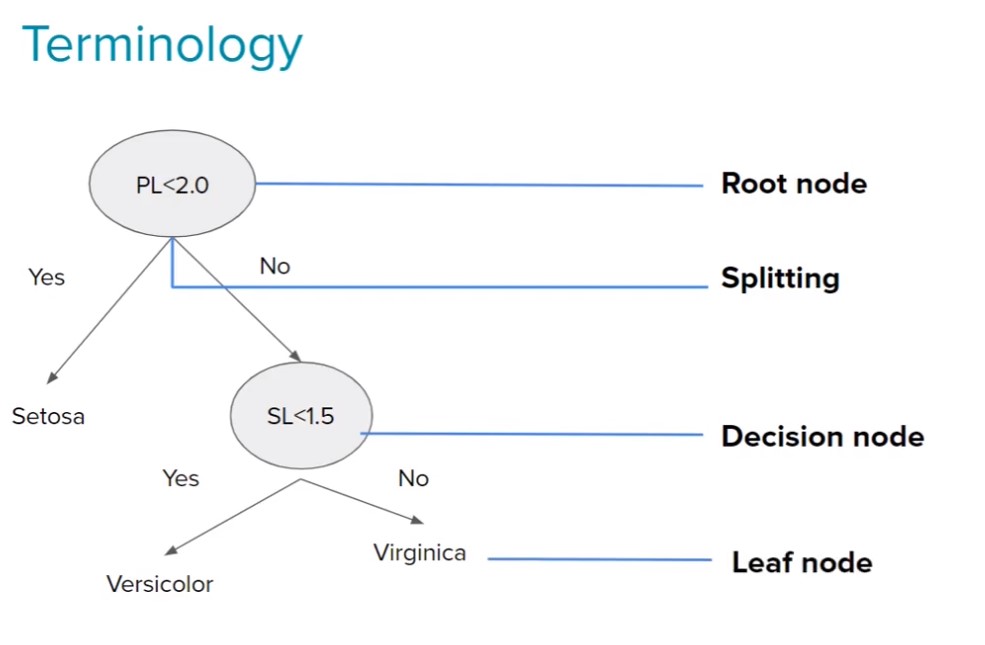 Terminology
PL<2.0
Root node
Yes
No
Splitting
Setosa
SL<1.5
Decision node
Yes
No
Virginica
Leaf node
Versicolor